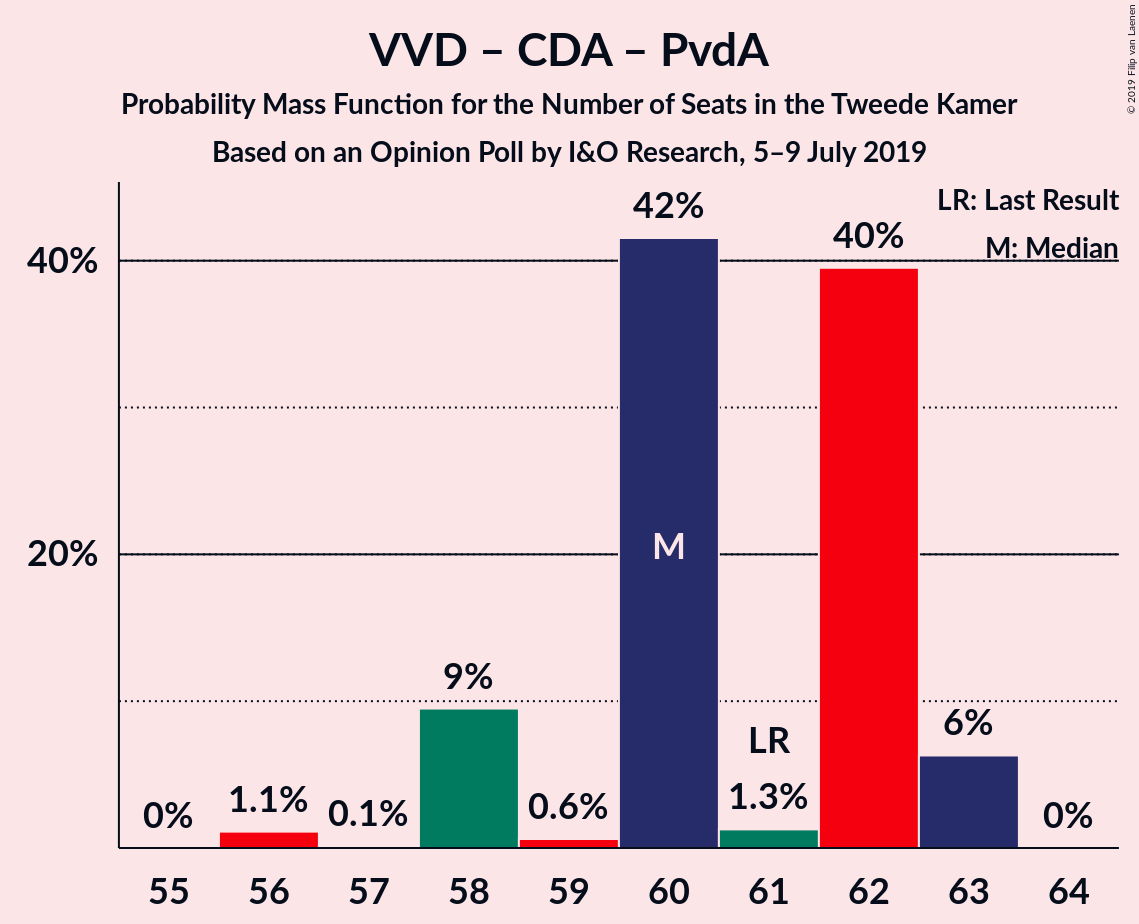 VVD – CDA – PvdA
Probability Mass Function for the Number of Seats in the Tweede Kamer
Based on an Opinion Poll by I&O Research, 5–9 July 2019
© 2019 Filip van Laenen
LR: Last Result
M: Median
40%
20%
0%
1.1%
0.1%
9%
0.6%
42%
M
LR
1.3%
40%
6%
0%
55 56 57 58 59 60 61 62 63 64